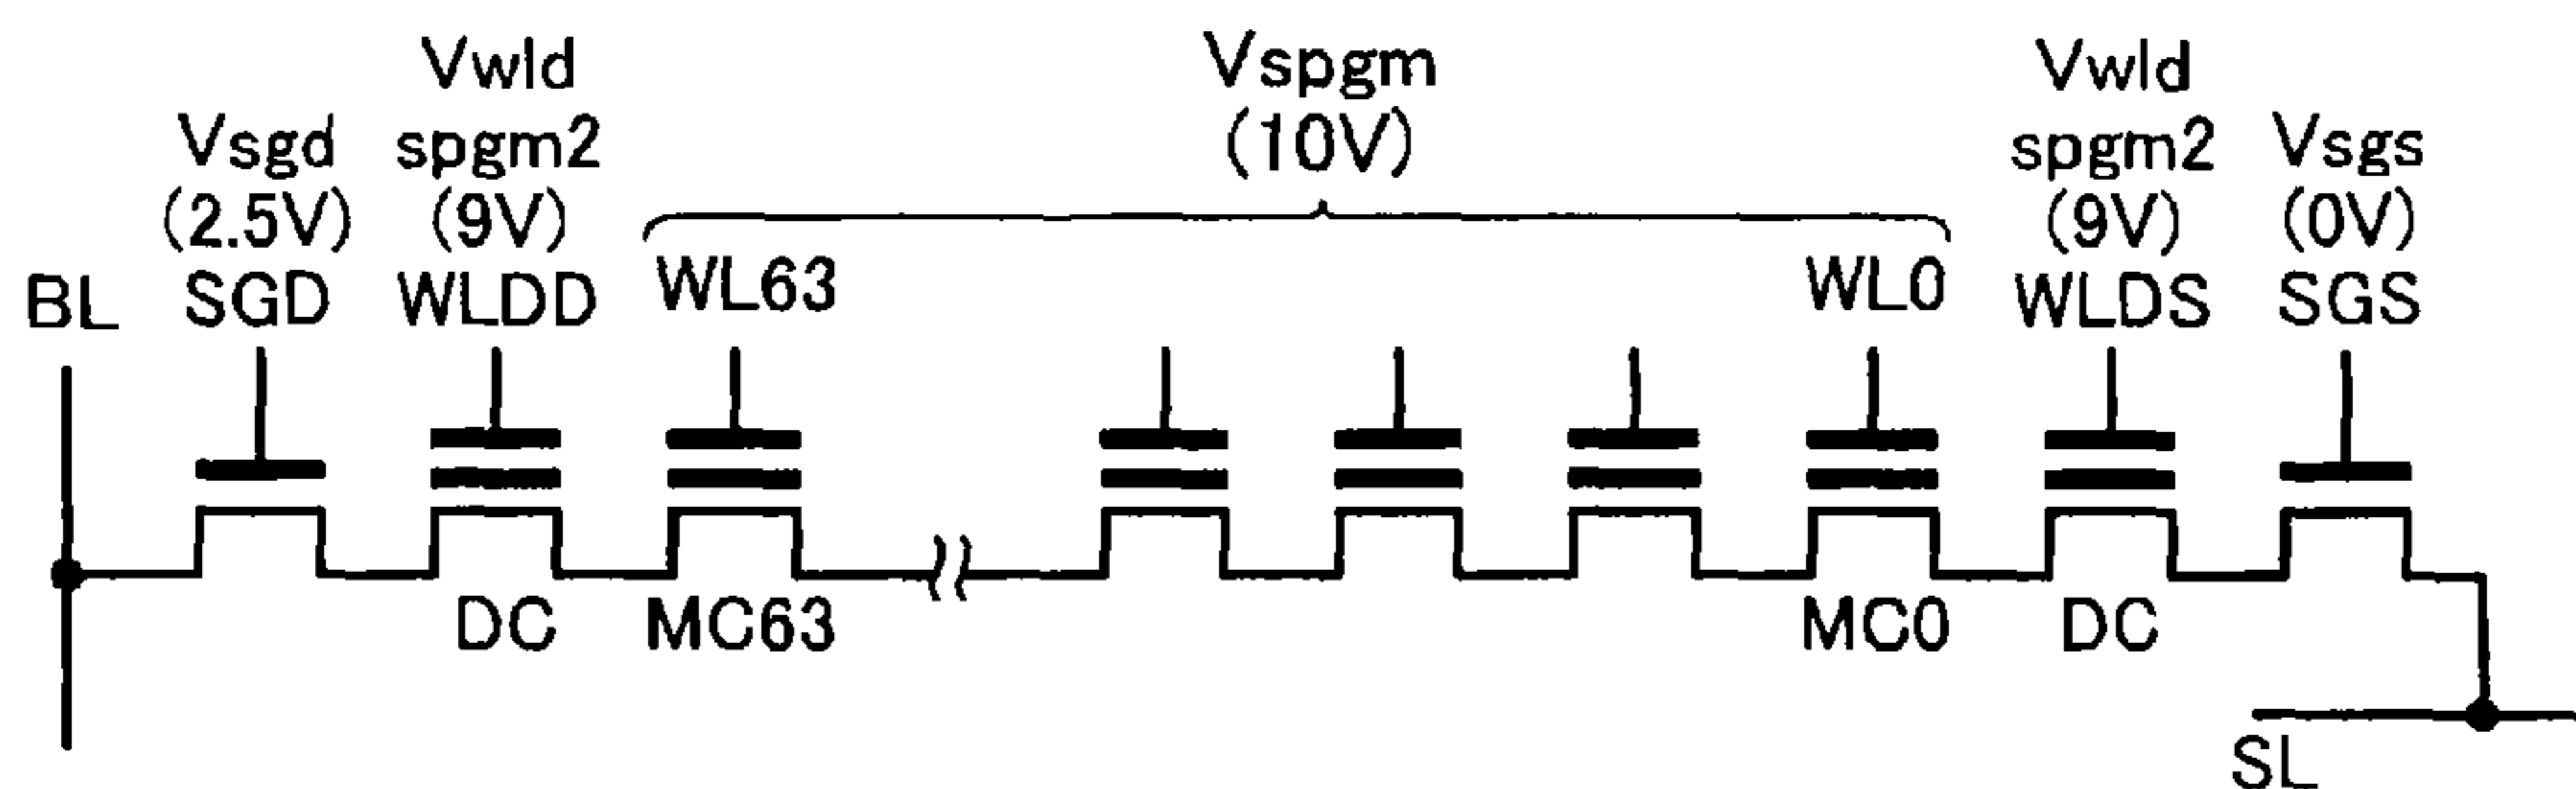 Vwld
Vspgm
Vwld
Vsgd
spgm2
(10V)
spgm2
Vsgs
(2.5V)
(9V)
(9V)
(0V)
BL
SGD
WLDD
WL63
WL0
WLDS
SGS
DC
MC63
MC0
DC
SL